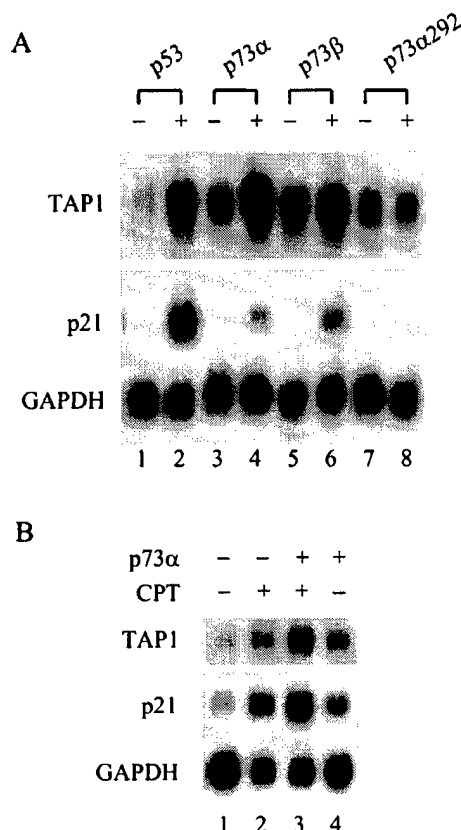 A
p53 p73α p73β p73α292
− + − + − + − +
TAP1
p21
GAPDH
1 2 3 4 5 6 7 8
B
p73α − − + +
CPT − + + −
TAP1
p21
GAPDH
1 2 3 4